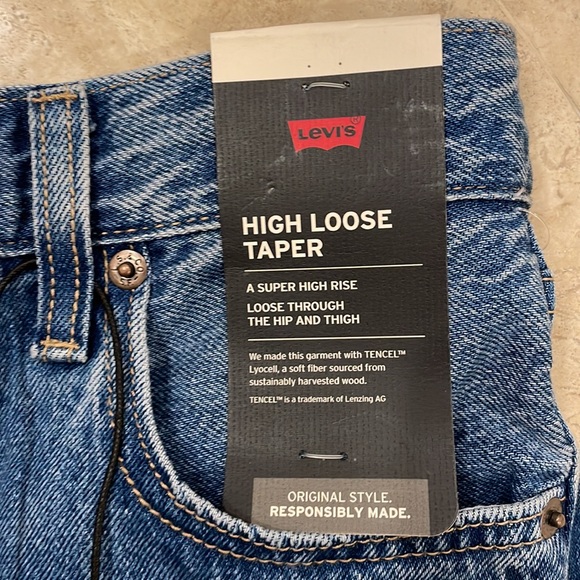 Levi's®
HIGH LOOSE
TAPER
A SUPER HIGH RISE
LOOSE THROUGH
THE HIP AND THIGH
We made this garment with TENCEL™
Lyocell, a soft fiber sourced from
sustainably harvested wood.
TENCEL™ is a trademark of Lenzing AG
ORIGINAL STYLE.
RESPONSIBLY MADE.